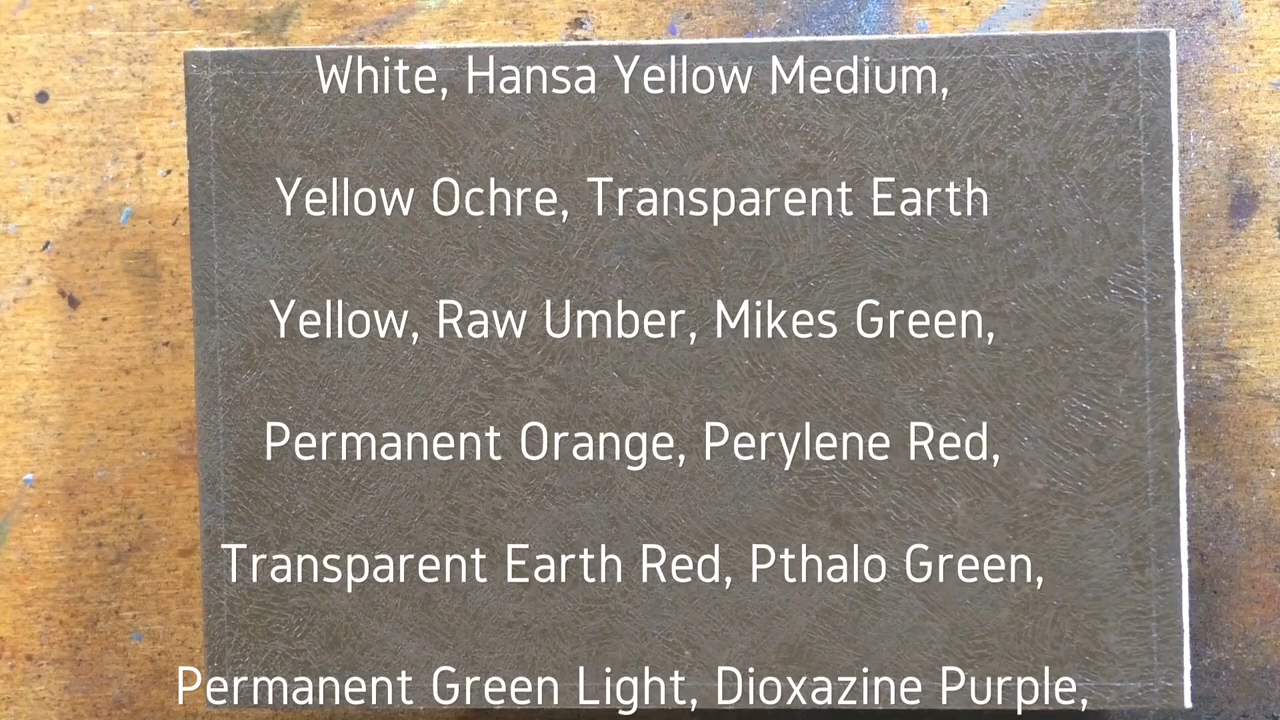 White, Hansa Yellow Medium,
Yellow Ochre, Transparent Earth
Yellow, Raw Umber, Mikes Green,
Permanent Orange, Perylene Red,
Transparent Earth Red, Pthalo Green,
Permanent Green Light, Dioxazine Purple,